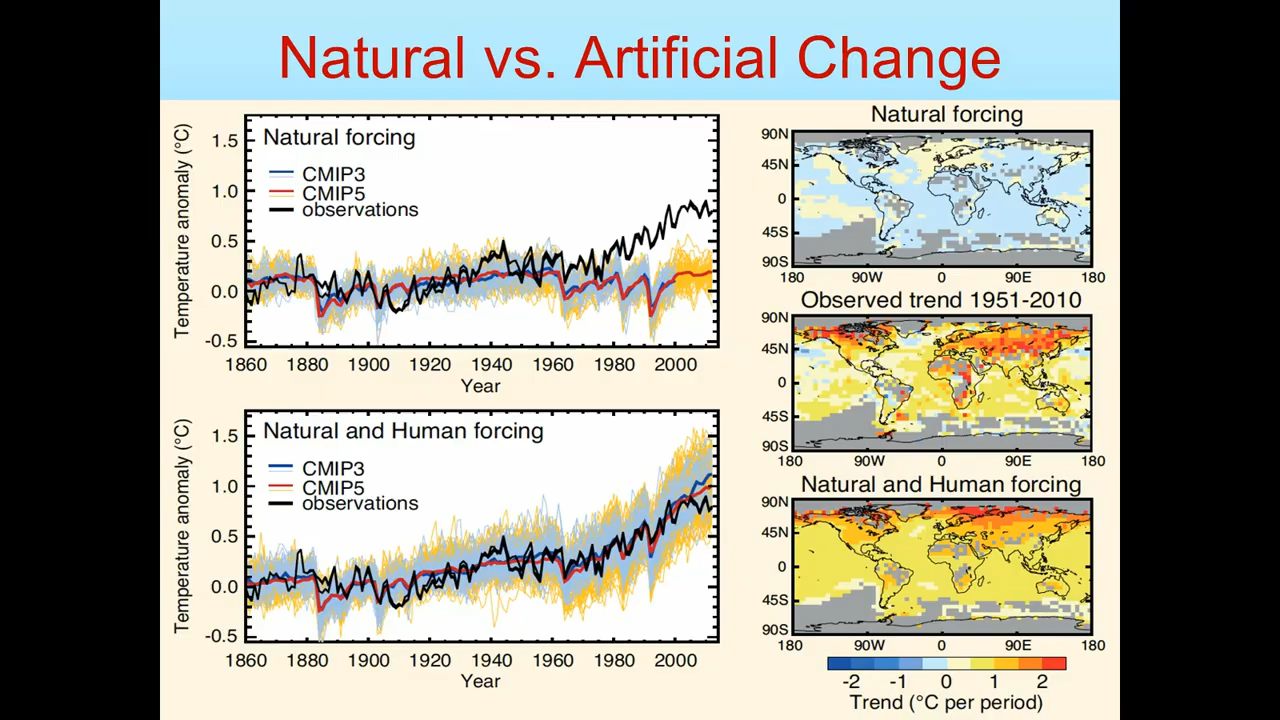 Natural vs. Artificial Change
Natural forcing
CMIP3
CMIP5
observations
Temperature anomaly (°C)
1.5
1.0
0.5
0.0
-0.5
1860 1880 1900 1920 1940 1960 1980 2000
Year
Natural and Human forcing
CMIP3
CMIP5
observations
Temperature anomaly (°C)
1.5
1.0
0.5
0.0
-0.5
1860 1880 1900 1920 1940 1960 1980 2000
Year
Natural forcing
90N
45N
0
45S
90S
180 90W 0 90E 180
Observed trend 1951-2010
90N
45N
0
45S
90S
180 90W 0 90E 180
Natural and Human forcing
90N
45N
0
45S
90S
180 90W 0 90E 180
-2 -1 0 1 2
Trend (°C per period)